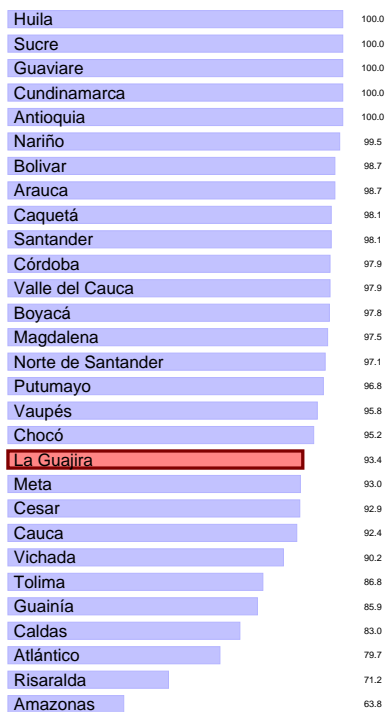 Huila 100.0
Sucre 100.0
Guaviare 100.0
Cundinamarca 100.0
Antioquia 100.0
Nariño 99.5
Bolivar 98.7
Arauca 98.7
Caquetá 98.1
Santander 98.1
Córdoba 97.9
Valle del Cauca 97.9
Boyacá 97.8
Magdalena 97.5
Norte de Santander 97.1
Putumayo 96.8
Vaupés 95.8
Chocó 95.2
La Guajira 93.4
Meta 93.0
Cesar 92.9
Cauca 92.4
Vichada 90.2
Tolima 86.8
Guainía 85.9
Caldas 83.0
Atlántico 79.7
Risaralda 71.2
Amazonas 63.8